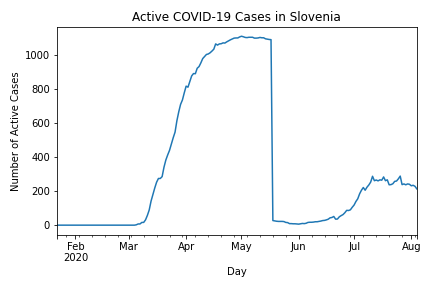 Active COVID-19 Cases in Slovenia
Number of Active Cases
1000
800
600
400
200
0
Feb
2020
Mar
Apr
May
Jun
Jul
Aug
Day